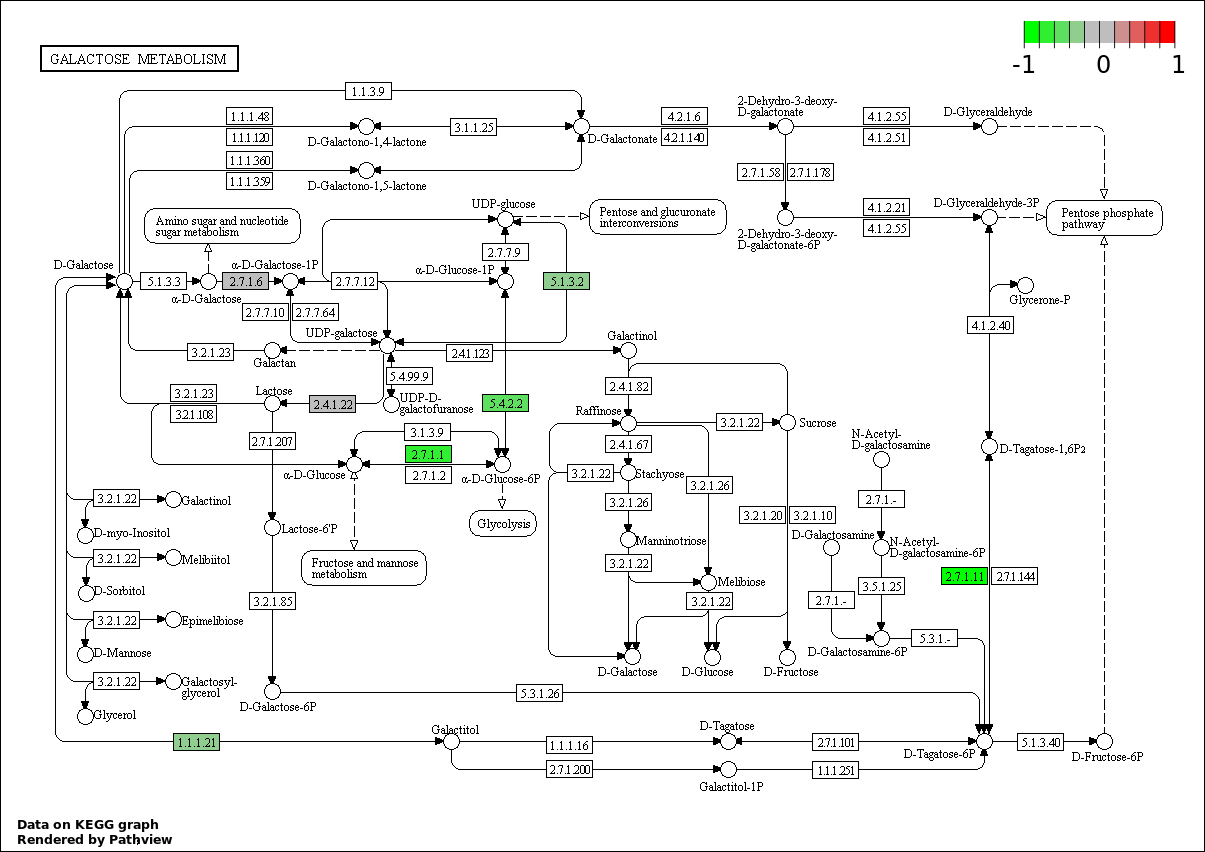 GALACTOSE METABOLISM
-1 0 1
1.1.3.9
1.1.1.48
1.1.1.120
D-Galactono-1,4-lactone
3.1.1.25
D-Galactonate
4.2.1.6
4.2.1.140
2-Dehydro-3-deoxy-
D-galactonate
4.1.2.55
4.1.2.51
D-Glyceraldehyde
1.1.1.360
1.1.1.359
D-Galactono-1,5-lactone
2.7.1.58
2.7.1.178
Amino sugar and nucleotide
sugar metabolism
UDP-glucose
Pentose and glucuronate
interconversions
2-Dehydro-3-deoxy-
D-galactonate-6P
4.1.2.21
4.1.2.55
D-Glyceraldehyde-3P
Pentose phosphate
pathway
2.7.7.9
D-Galactose
5.1.3.3
α-D-Galactose
2.7.1.6
α-D-Galactose-1P
2.7.7.12
α-D-Glucose-1P
5.1.3.2
Glycerone-P
2.7.7.10
2.7.7.64
UDP-galactose
4.1.2.40
3.2.1.23
Galactan
2.4.1.123
Galactinol
5.4.99.9
UDP-D-
galactofuranose
2.4.1.82
3.2.1.23
3.2.1.108
Lactose
2.4.1.22
5.4.2.2
Raffinose
3.2.1.22
Sucrose
2.7.1.207
3.1.3.9
2.7.1.1
2.7.1.2
α-D-Glucose
α-D-Glucose-6P
2.4.1.67
N-Acetyl-
D-galactosamine
D-Tagatose-1,6P2
3.2.1.22
Stachyose
3.2.1.26
2.7.1.-
3.2.1.22
Galactinol
D-myo-Inositol
Lactose-6'P
Glycolysis
3.2.1.26
3.2.1.20
3.2.1.10
Manninotriose
D-Galactosamine
N-Acetyl-
D-galactosamine-6P
3.2.1.22
Melibiitol
D-Sorbitol
Fructose and mannose
metabolism
3.2.1.22
Melibiose
2.7.1.11
2.7.1.144
3.5.1.25
2.7.1.-
3.2.1.85
3.2.1.22
3.2.1.22
Epimelibiose
D-Mannose
5.3.1.-
D-Galactosamine-6P
D-Galactose
D-Glucose
D-Fructose
3.2.1.22
Galactosyl-
glycerol
Glycerol
D-Galactose-6P
5.3.1.26
1.1.1.21
Galactitol
1.1.1.16
D-Tagatose
2.7.1.101
D-Tagatose-6P
5.1.3.40
D-Fructose-6P
2.7.1.200
Galactitol-1P
1.1.1.251
Data on KEGG graph
Rendered by Pathview